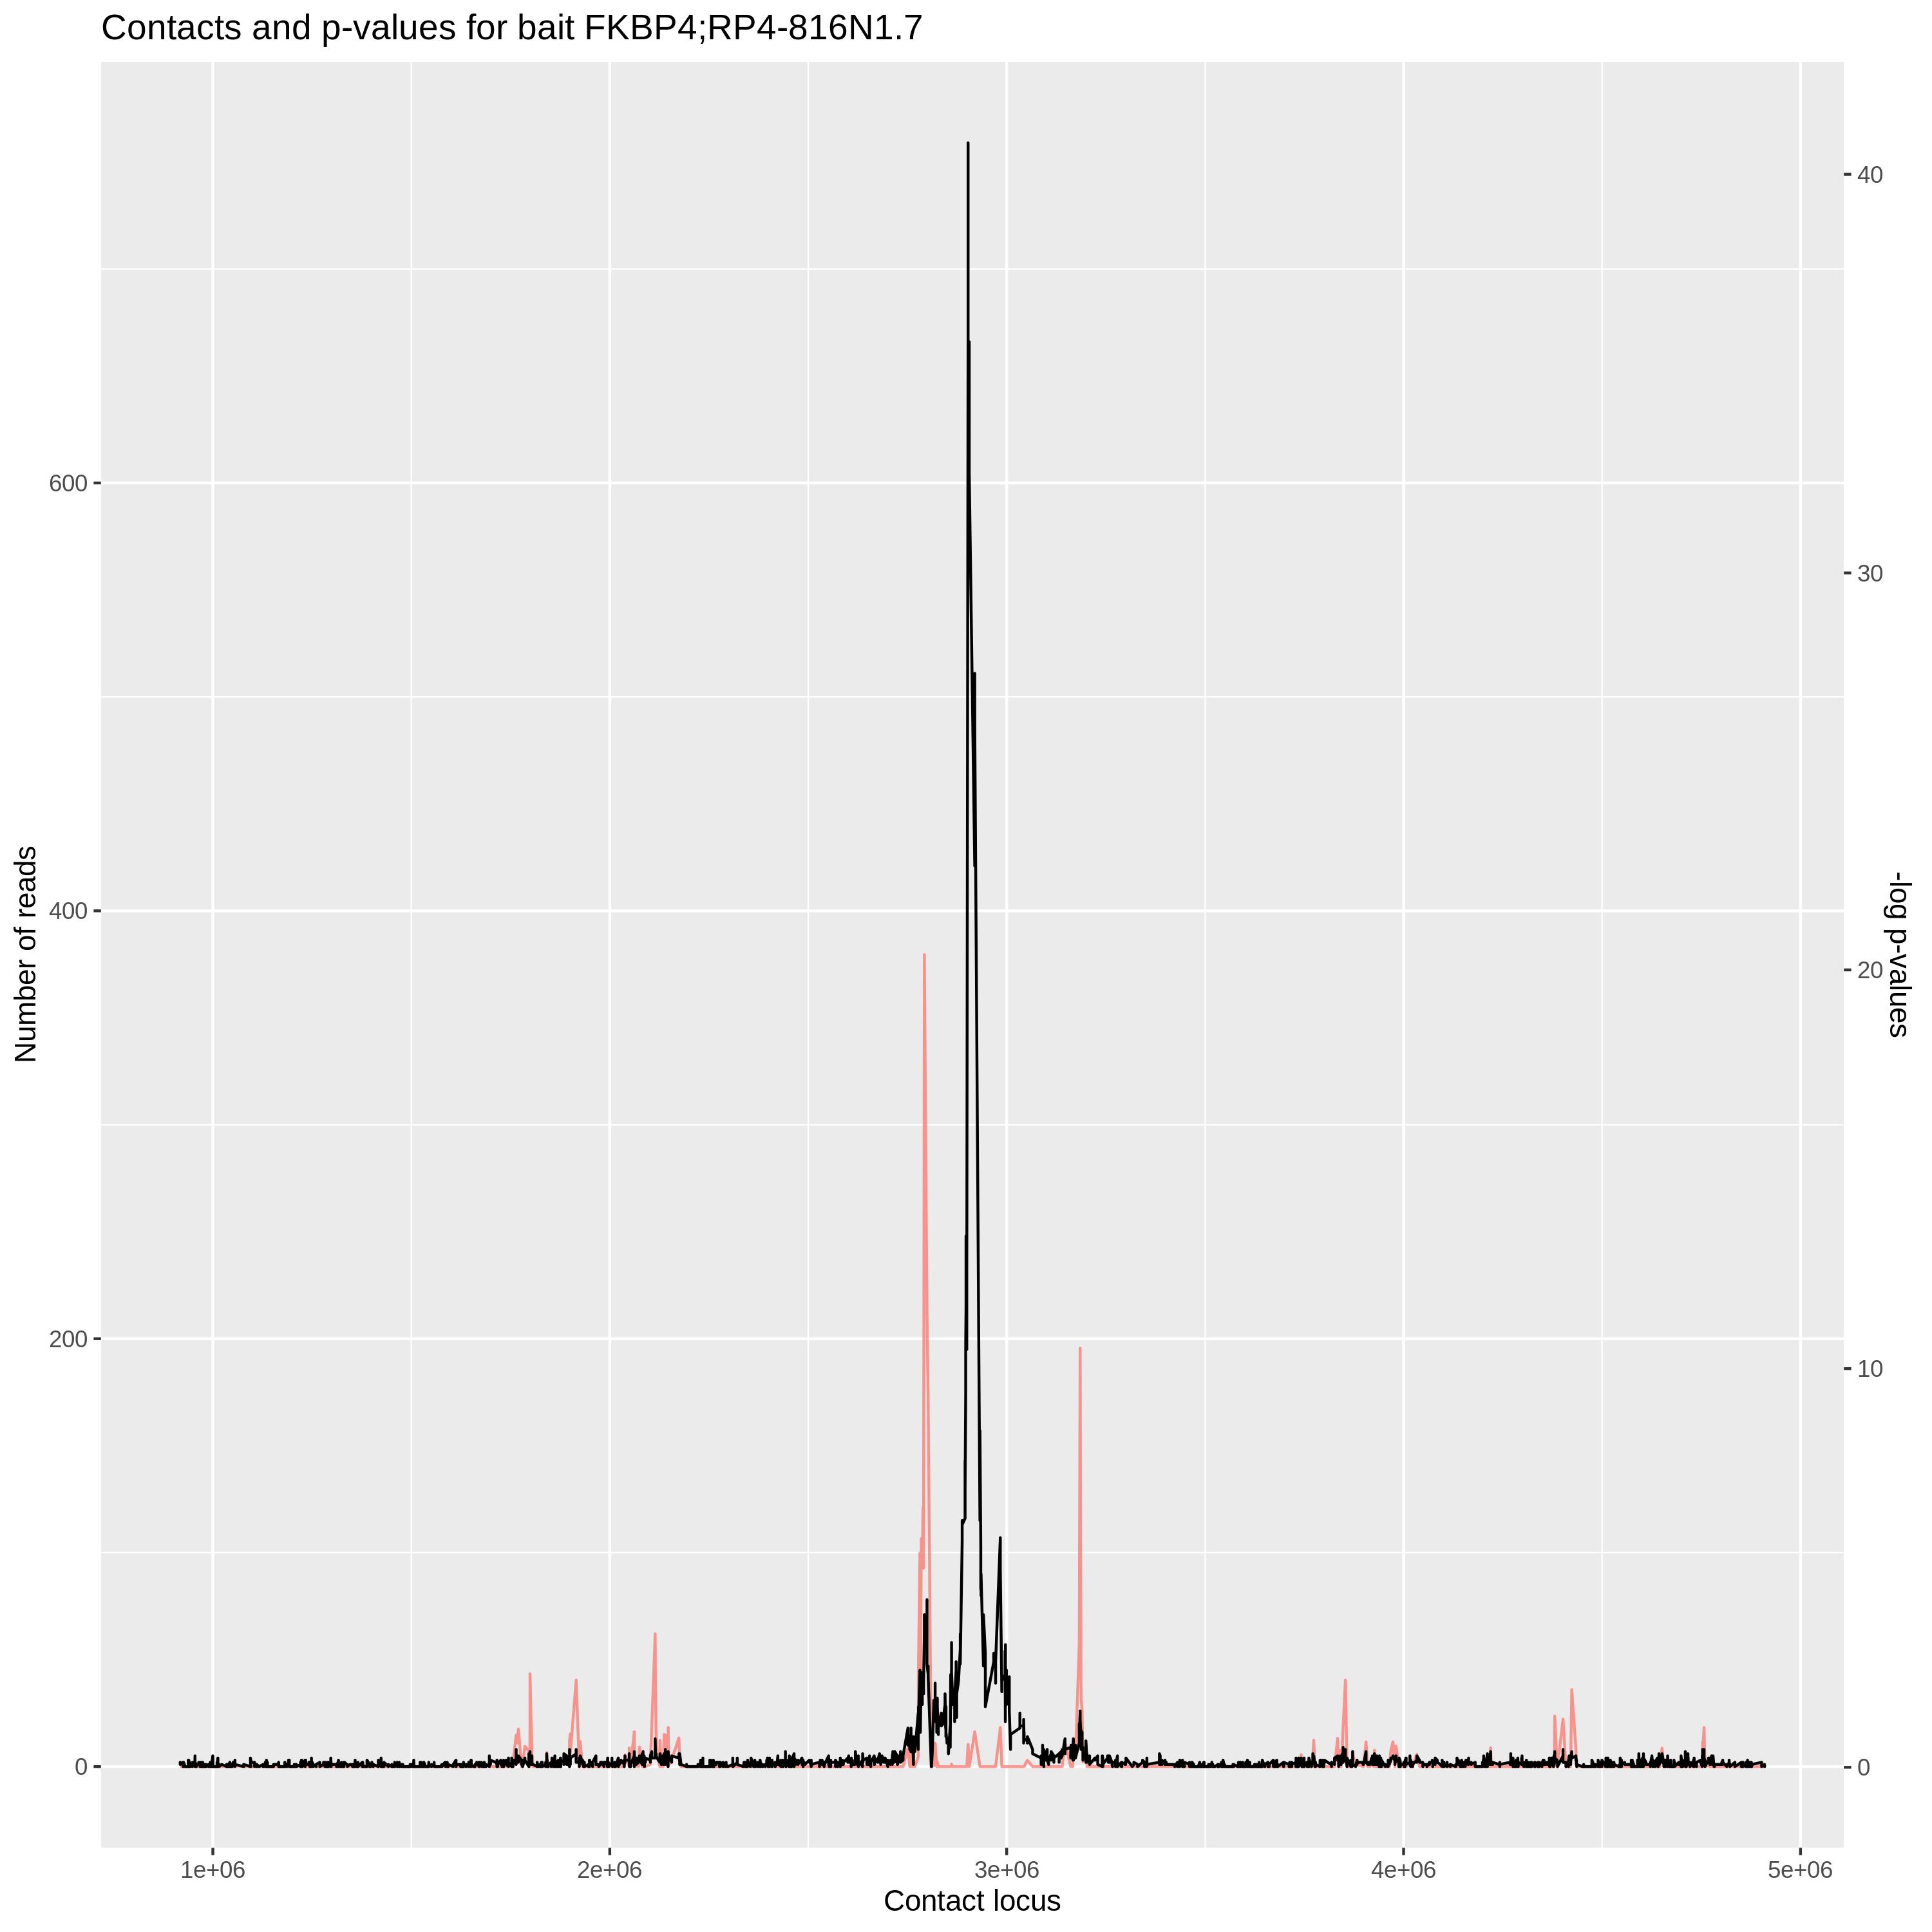 Contacts and p-values for bait FKBP4;RP4-816N1.7
40
600
30
400
20
200
10
0
0
Number of reads
-log p-values
1e+06
2e+06
3e+06
4e+06
5e+06
Contact locus